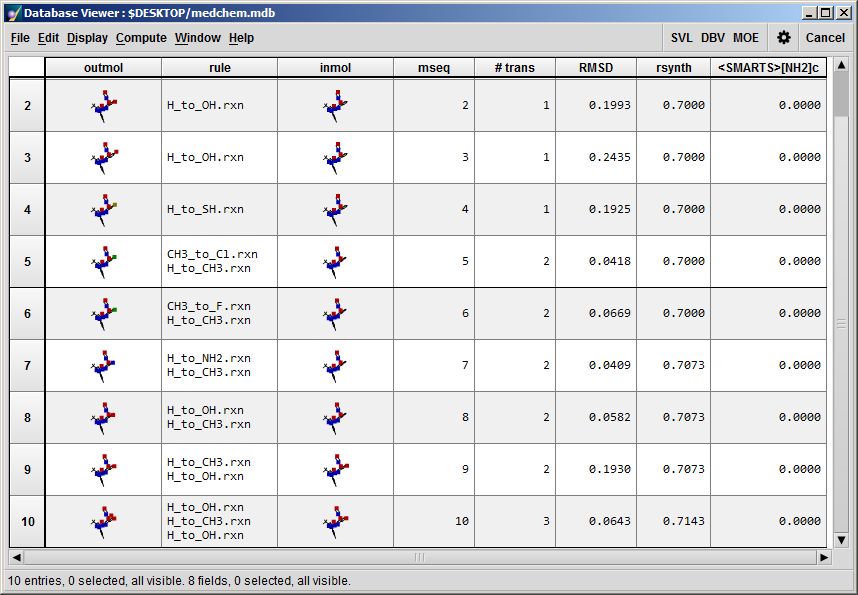 Database Viewer : $DESKTOP/medchem.mdb
File Edit Display Compute Window Help SVL DBV MOE Cancel
outmol rule inmol mseq # trans RMSD rsynth <SMARTS>[NH2]c
2 H_to_OH.rxn 2 1 0.1993 0.7000 0.0000
3 H_to_OH.rxn 3 1 0.2435 0.7000 0.0000
4 H_to_SH.rxn 4 1 0.1925 0.7000 0.0000
CH3_to_Cl.rxn
5 5 2 0.0418 0.7000 0.0000
H_to_CH3.rxn
CH3_to_F.rxn
6 6 2 0.0669 0.7000 0.0000
H_to_CH3.rxn
H_to_NH2.rxn
7 7 2 0.0409 0.7073 0.0000
H_to_CH3.rxn
H_to_OH.rxn
8 8 2 0.0582 0.7073 0.0000
H_to_CH3.rxn
H_to_CH3.rxn
9 9 2 0.1930 0.7073 0.0000
H_to_OH.rxn
H_to_OH.rxn
10 H_to_CH3.rxn 10 3 0.0643 0.7143 0.0000
H_to_OH.rxn
10 entries, 0 selected, all visible. 8 fields, 0 selected, all visible.